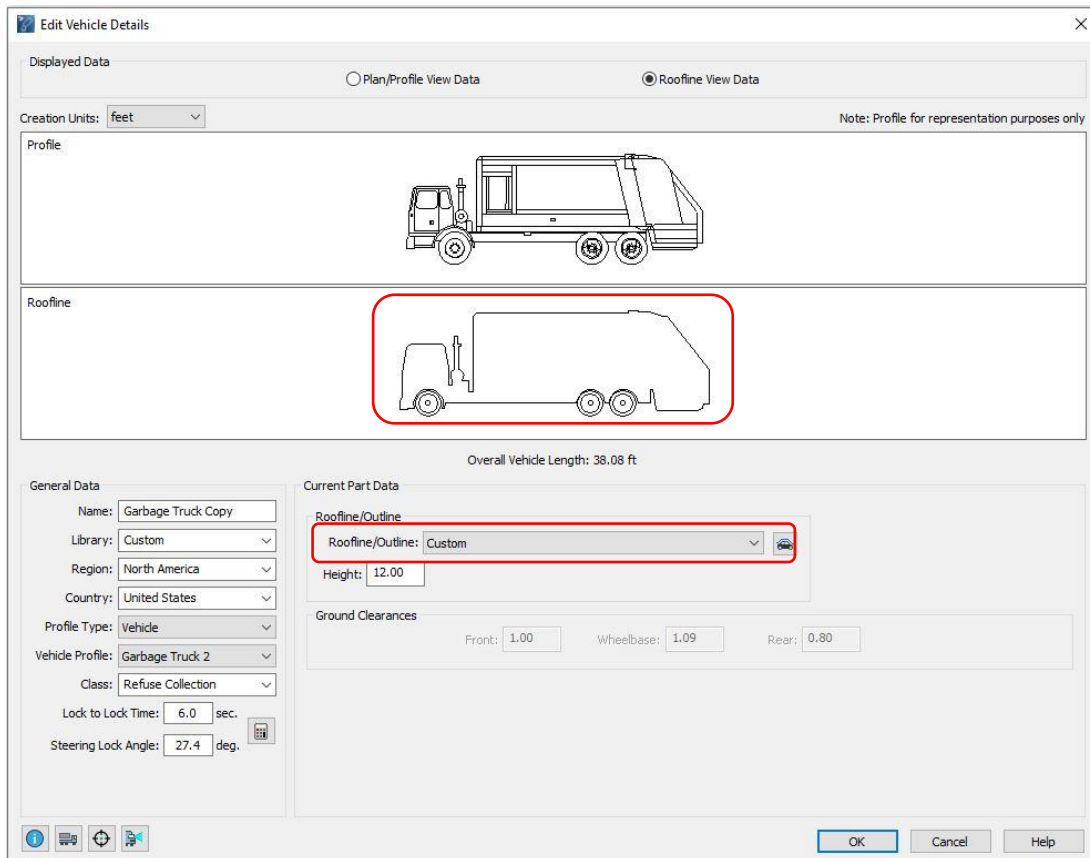 Edit Vehicle Details
Displayed Data
Plan/Profile View Data Roofline View Data
Creation Units: feet Note: Profile for representation purposes only
Profile
Roofline
Overall Vehicle Length: 38.08 ft
General Data
Name: Garbage Truck Copy
Library: Custom
Region: North America
Country: United States
Profile Type: Vehicle
Vehicle Profile: Garbage Truck 2
Class: Refuse Collection
Lock to Lock Time: 6.0 sec.
Steering Lock Angle: 27.4 deg.
Current Part Data
Roofline/Outline
Roofline/Outline: Custom
Height: 12.00
Ground Clearances
Front: 1.00 Wheelbase: 1.09 Rear: 0.80
OK Cancel Help